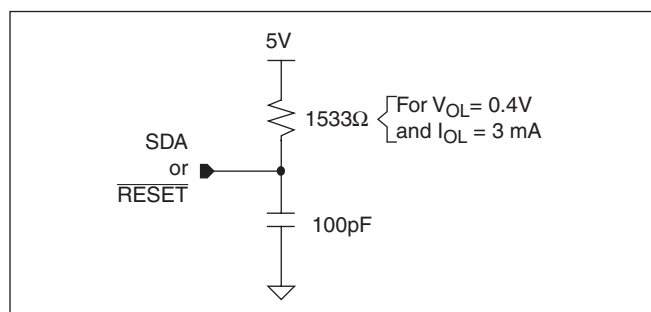 5V
1533Ω
For VOL= 0.4V
and IOL = 3 mA
SDA
or
RESET
100pF